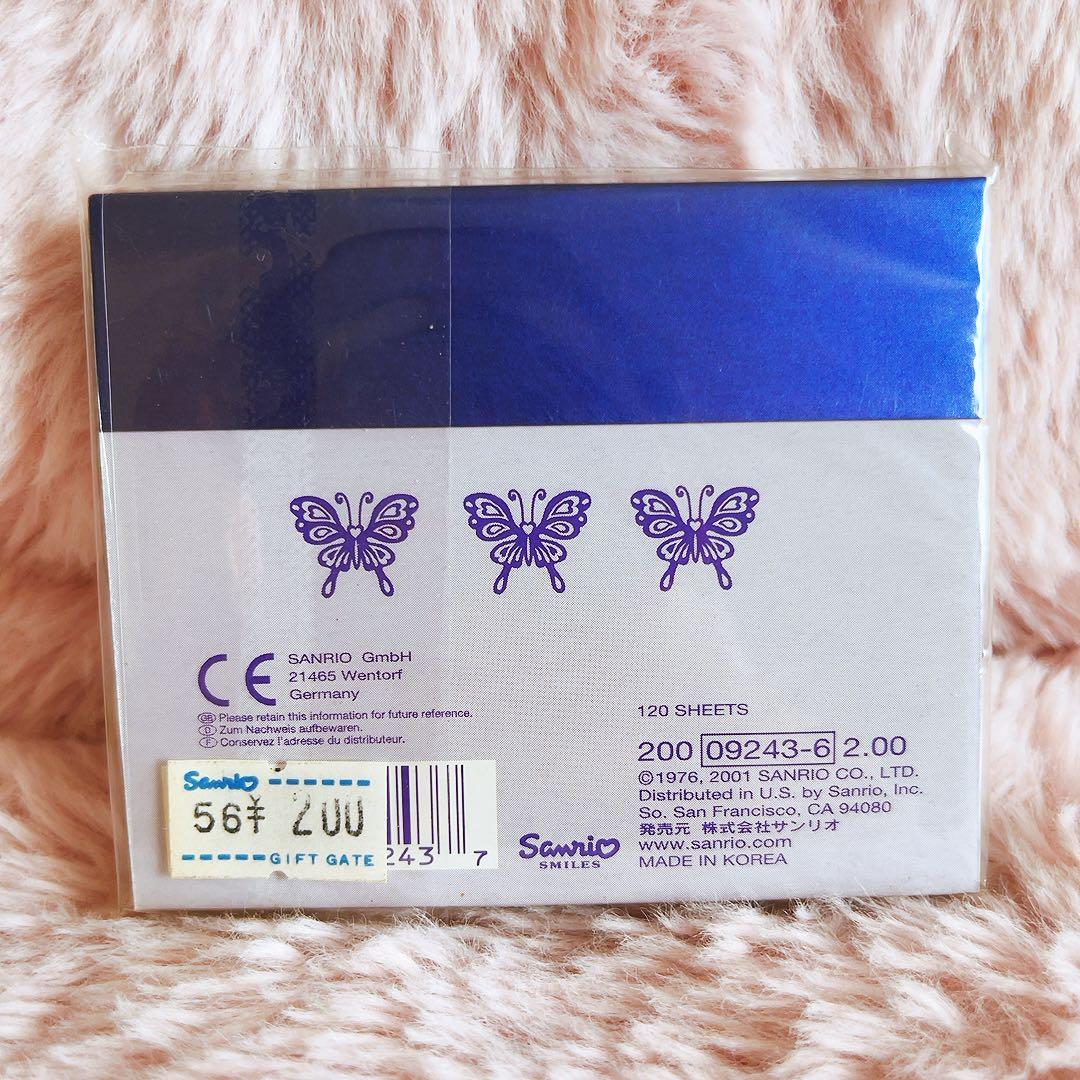 CE
SANRIO GmbH
21465 Wentorf
Germany
GB Please retain this information for future reference.
D Zum Nachweis aufbewaren.
F Conservez l'adresse du distributeur.
Sanrio
56¥ 200
GIFT GATE
243 7
Sanrio
SMILES
120 SHEETS
200 09243-6 2.00
©1976, 2001 SANRIO CO., LTD.
Distributed in U.S. by Sanrio, Inc.
So. San Francisco, CA 94080
発売元 株式会社サンリオ
www.sanrio.com
MADE IN KOREA